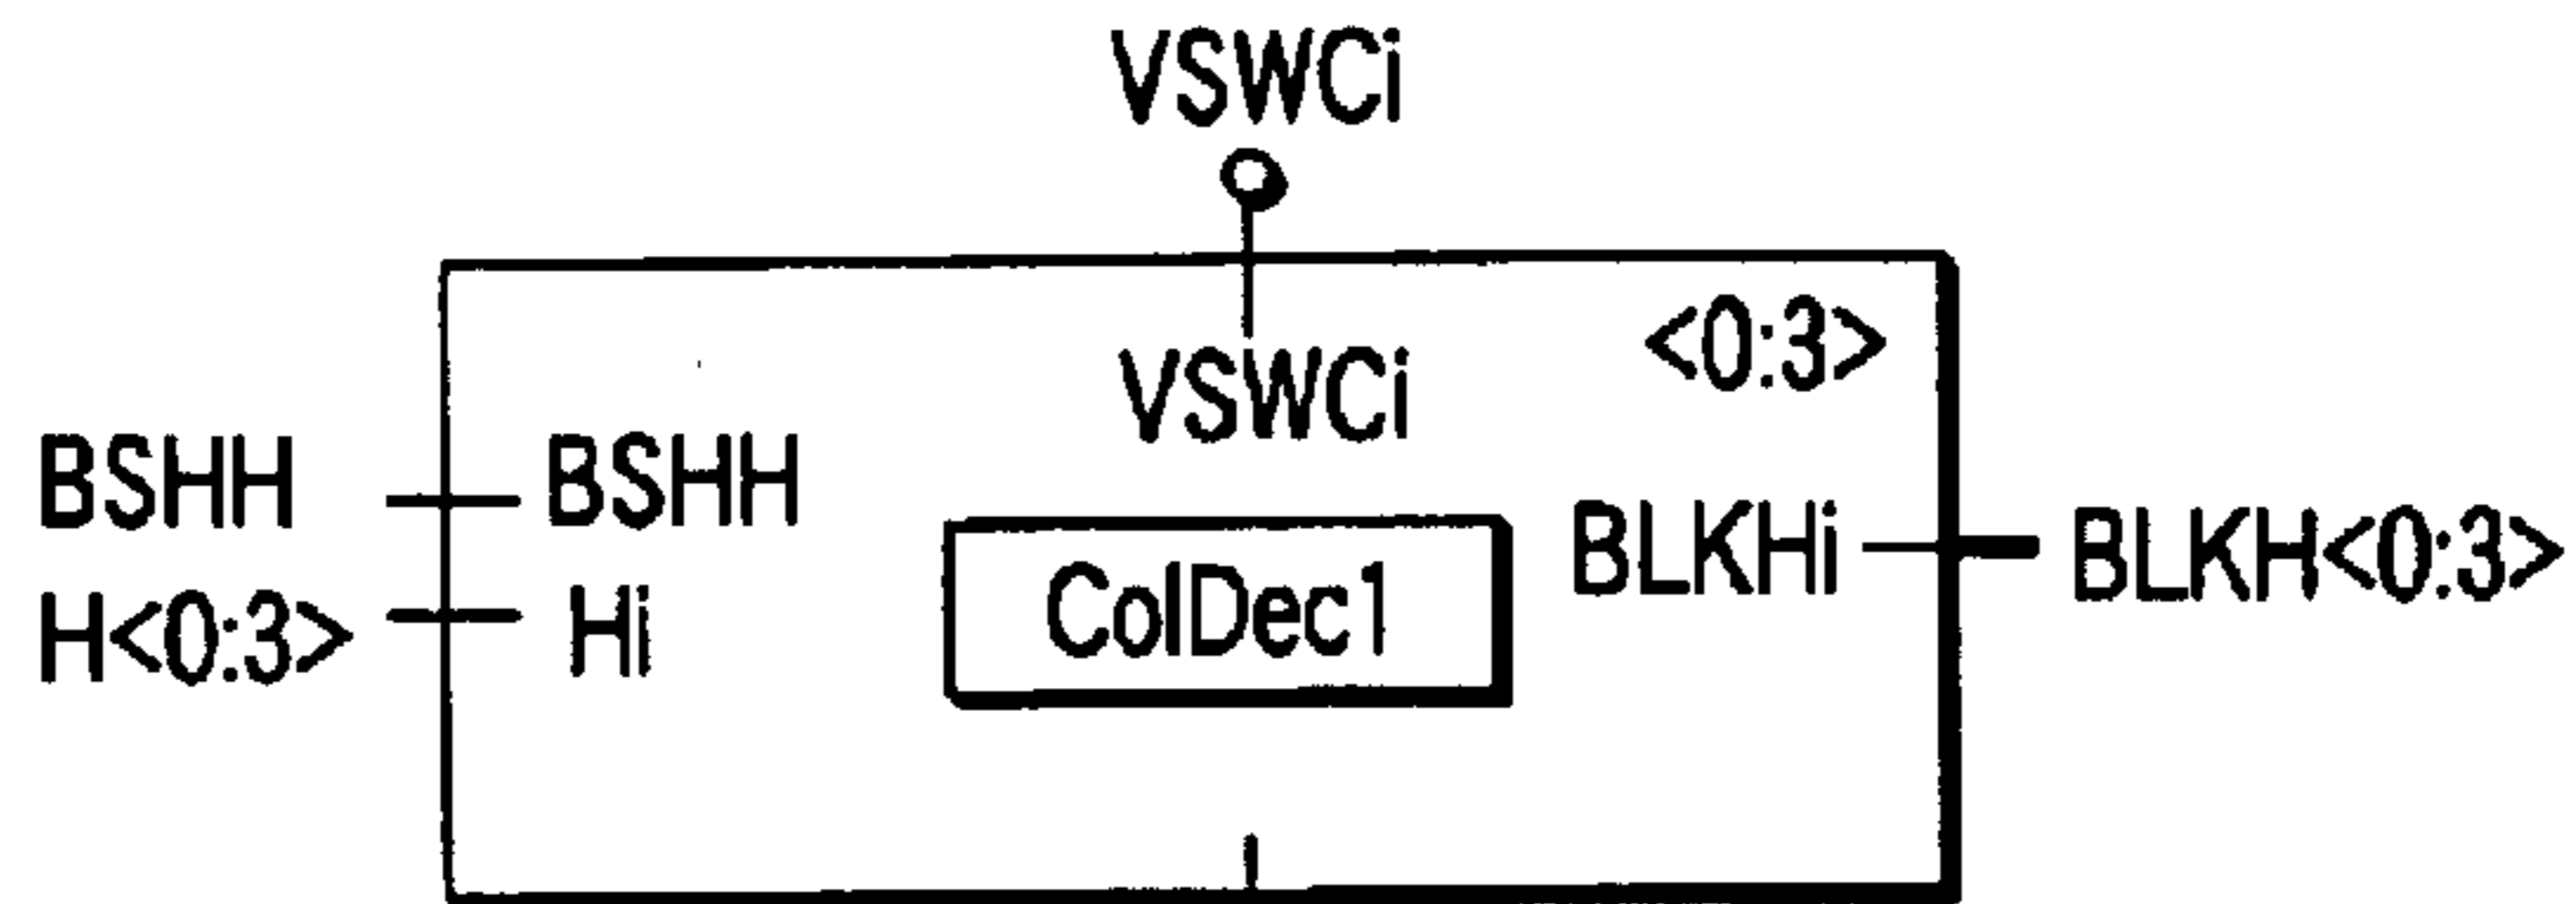 VSWCi
VSWCi
<0:3>
BSHH
BSHH
H<0:3>
Hi
ColDec1
BLKHi
BLKH<0:3>